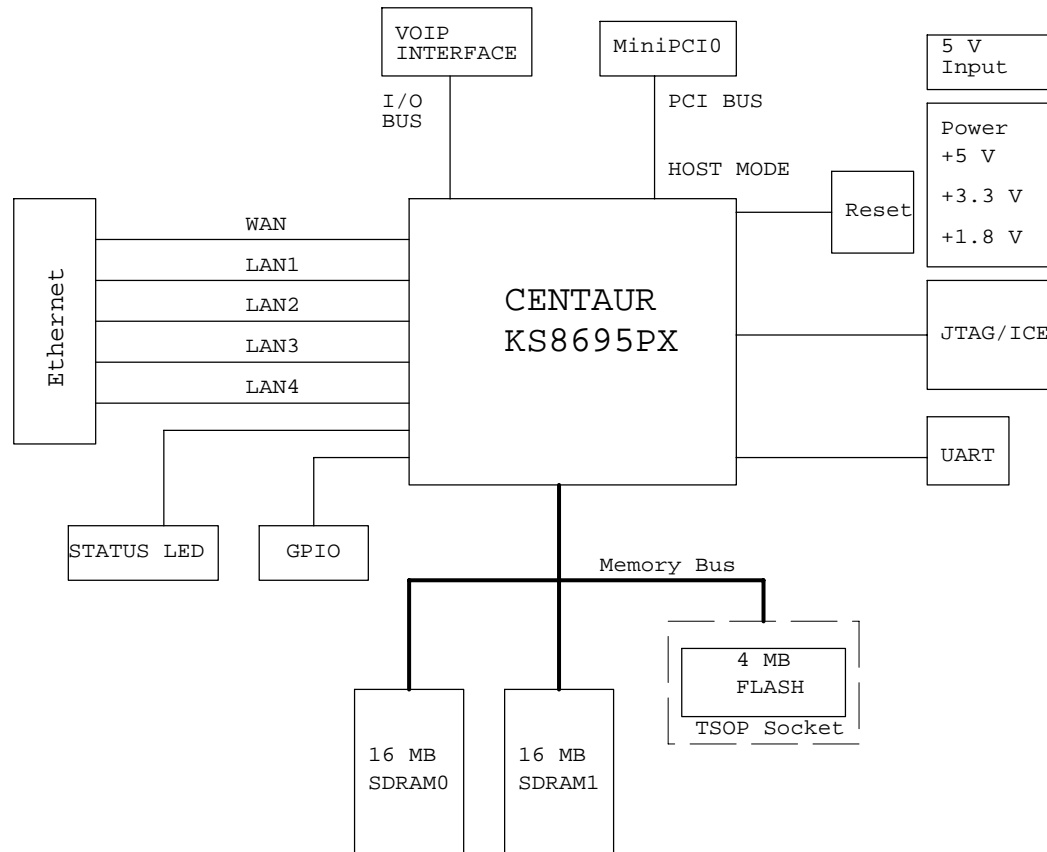 VOIP
INTERFACE
MiniPCI0
5 V
Input
I/O
BUS
PCI BUS
HOST MODE
Power
+5 V
+3.3 V
+1.8 V
Reset
Ethernet
WAN
LAN1
LAN2
LAN3
LAN4
CENTAUR
KS8695PX
JTAG/ICE
UART
STATUS LED
GPIO
Memory Bus
4 MB
FLASH
TSOP Socket
16 MB
SDRAM0
16 MB
SDRAM1